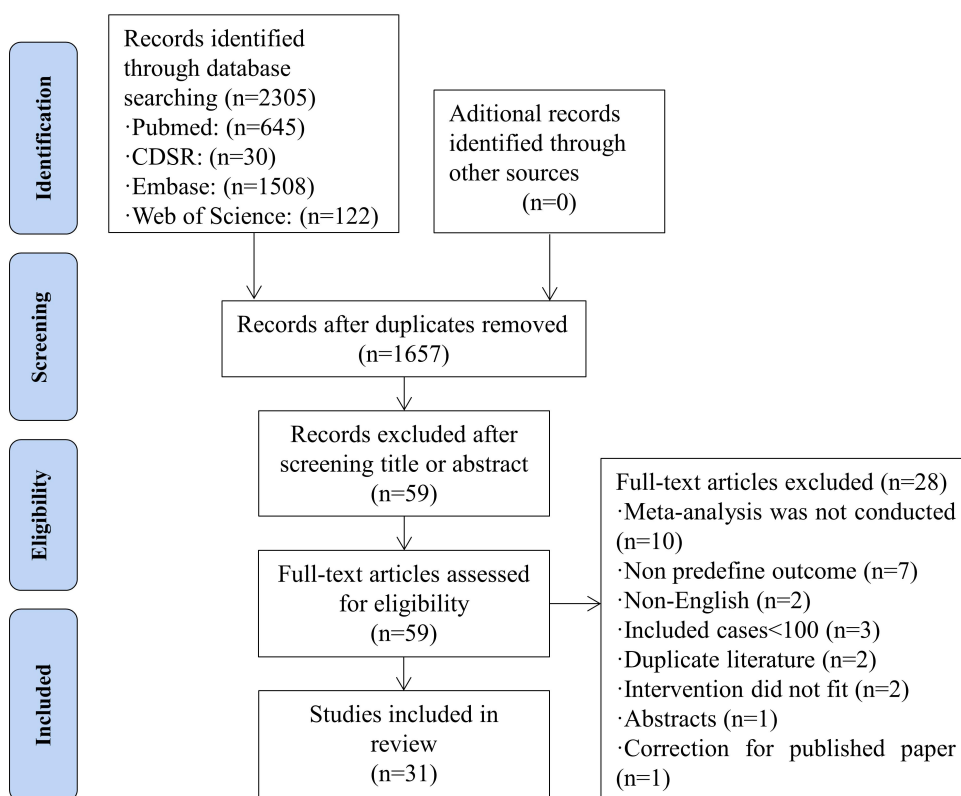 Identification
Records identified
through database
searching (n=2305)
·Pubmed: (n=645)
·CDSR: (n=30)
·Embase: (n=1508)
·Web of Science: (n=122)
Aditional records
identified through
other sources
(n=0)
Screening
Records after duplicates removed
(n=1657)
Records excluded after
screening title or abstract
(n=59)
Eligibility
Full-text articles assessed
for eligibility
(n=59)
Full-text articles excluded (n=28)
·Meta-analysis was not conducted
(n=10)
·Non predefine outcome (n=7)
·Non-English (n=2)
·Included cases<100 (n=3)
·Duplicate literature (n=2)
·Intervention did not fit (n=2)
·Abstracts (n=1)
·Correction for published paper
(n=1)
Included
Studies included in
review
(n=31)